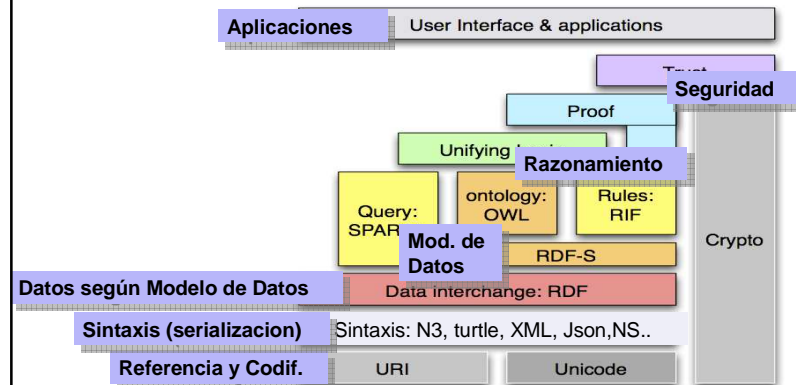 Aplicaciones
User Interface & applications
Seguridad
Proof
Unifying
Razonamiento
Query:
ontology:
OWL
Rules:
RIF
Mod. de
Datos
Crypto
RDF-S
Datos según Modelo de Datos
Data interchange: RDF
Sintaxis (serializacion)
Sintaxis: N3, turtle, XML, Json,NS..
Referencia y Codif.
URI
Unicode